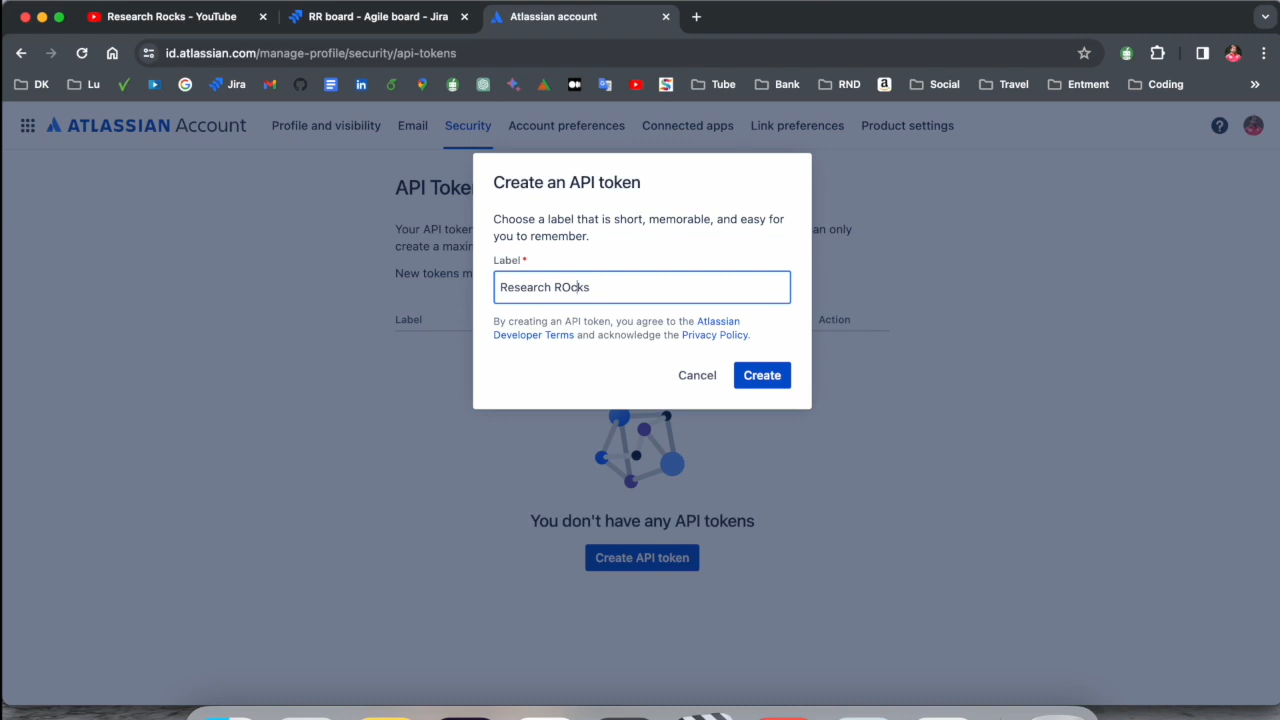 Research Rocks - YouTube
RR board - Agile board - Jira
Atlassian account
id.atlassian.com/manage-profile/security/api-tokens
DK
Lu
Jira
Tube
Bank
RND
a
Social
Travel
Entment
Coding
ATLASSIAN Account
Profile and visibility
Email
Security
Account preferences
Connected apps
Link preferences
Product settings
API Toke
Create an API token
Choose a label that is short, memorable, and easy for
you to remember.
Your API token
an only
create a maxi
Label*
New tokens m
Research ROcks
Label
Action
By creating an API token, you agree to the Atlassian
Developer Terms and acknowledge the Privacy Policy.
Cancel
Create
You don't have any API tokens
Create API token